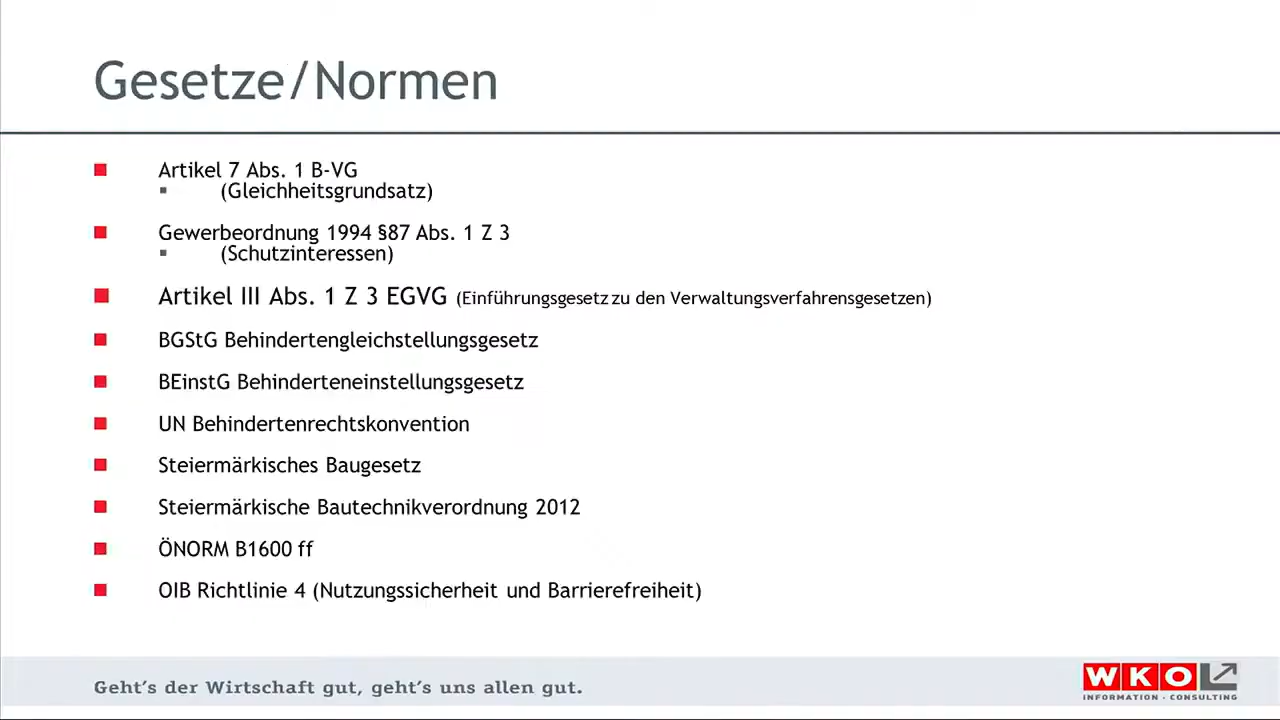 Gesetze/Normen
Artikel 7 Abs. 1 B-VG
(Gleichheitsgrundsatz)
Gewerbeordnung 1994 §87 Abs. 1 Z 3
(Schutzinteressen)
Artikel III Abs. 1 Z 3 EGVG (Einführungsgesetz zu den Verwaltungsverfahrensgesetzen)
BGStG Behindertengleichstellungsgesetz
BEinstG Behinderteneinstellungsgesetz
UN Behindertenrechtskonvention
Steiermärkisches Baugesetz
Steiermärkische Bautechnikverordnung 2012
ÖNORM B1600 ff
OIB Richtlinie 4 (Nutzungssicherheit und Barrierefreiheit)
Geht's der Wirtschaft gut, geht's uns allen gut.
WKO
INFORMATION · CONSULTING